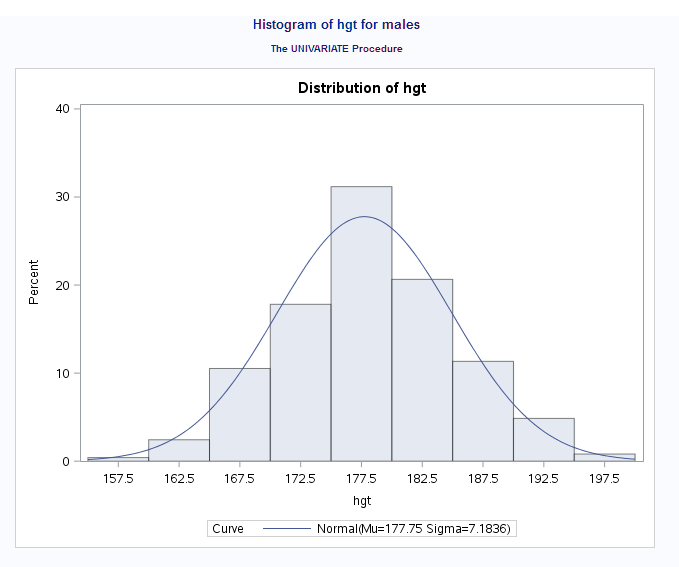 Histogram of hgt for males
The UNIVARIATE Procedure
Distribution of hgt
40
30
20
10
0
Percent
157.5 162.5 167.5 172.5 177.5 182.5 187.5 192.5 197.5
hgt
Curve Normal(Mu=177.75 Sigma=7.1836)